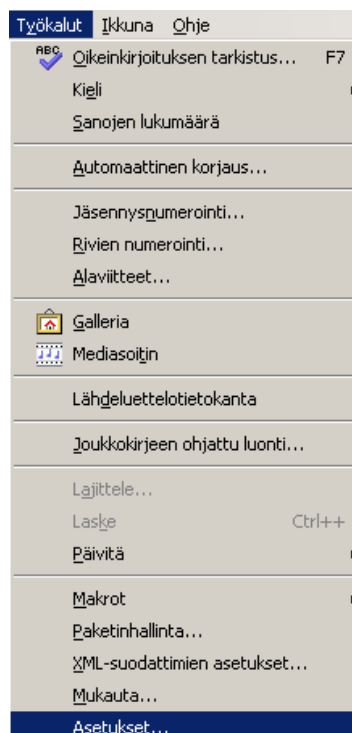 Työkalut Ikkuna Ohje
ABC Oikeinkirjoituksen tarkistus... F7
Kieli
Sanojen lukumäärä
Automaattinen korjaus...
Jäsennysnumerointi...
Rivien numerointi...
Alaviitteet...
Galleria
Mediasoitin
Lähdeluettelotietokanta
Joukkokirjeen ohjattu luonti...
Lajittele...
Laske Ctrl++
Päivitä
Makrot
Paketinhallinta...
XML-suodattimien asetukset...
Mukauta...
Asetukset...